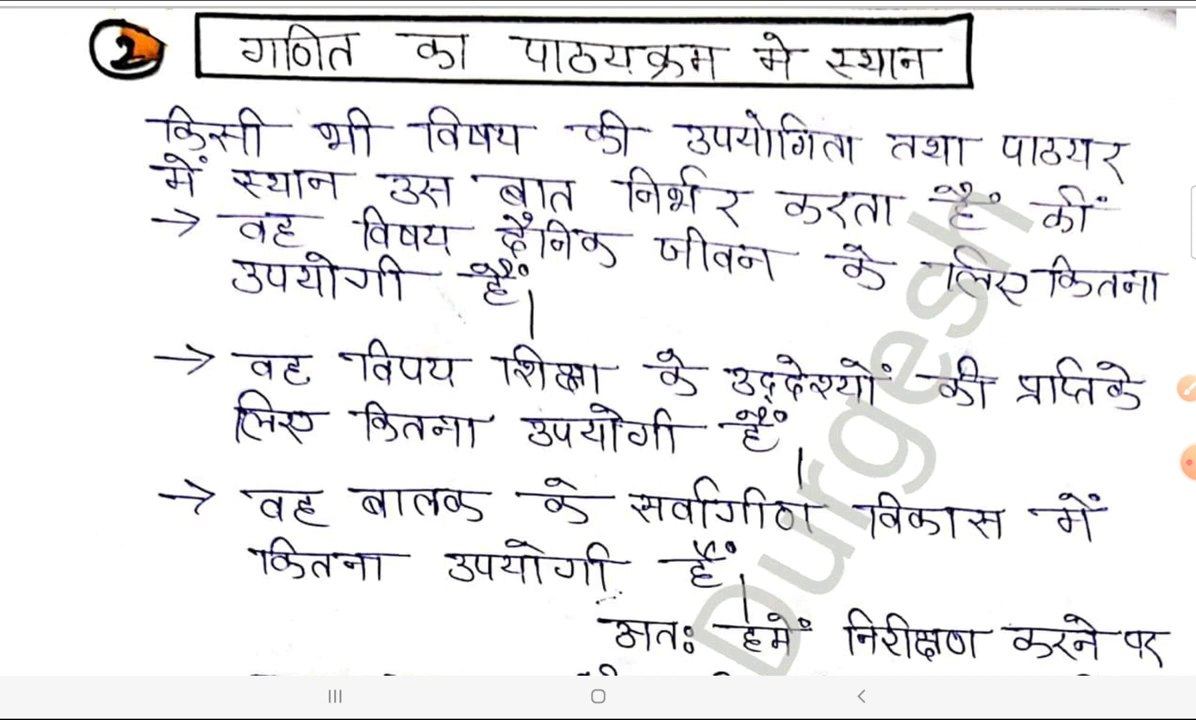 2 गणित का पाठ्यक्रम मे स्थान
किसी भी विषय की उपयोगिता तथा पाठयर
में स्थान उस बात निर्भर करता हैं कीं
→ वह विषय दैनिक जीवन के लिए कितना
उपयोगी हैं।
→ वह विषय शिक्षा के उद्देश्यों की प्राप्ति के
लिए कितना उपयोगी हैं।
→ वह बालक के सर्वागीण विकास में
कितना उपयोगी हैं।
अतः हमें निरीक्षण करने पर
Durgesh